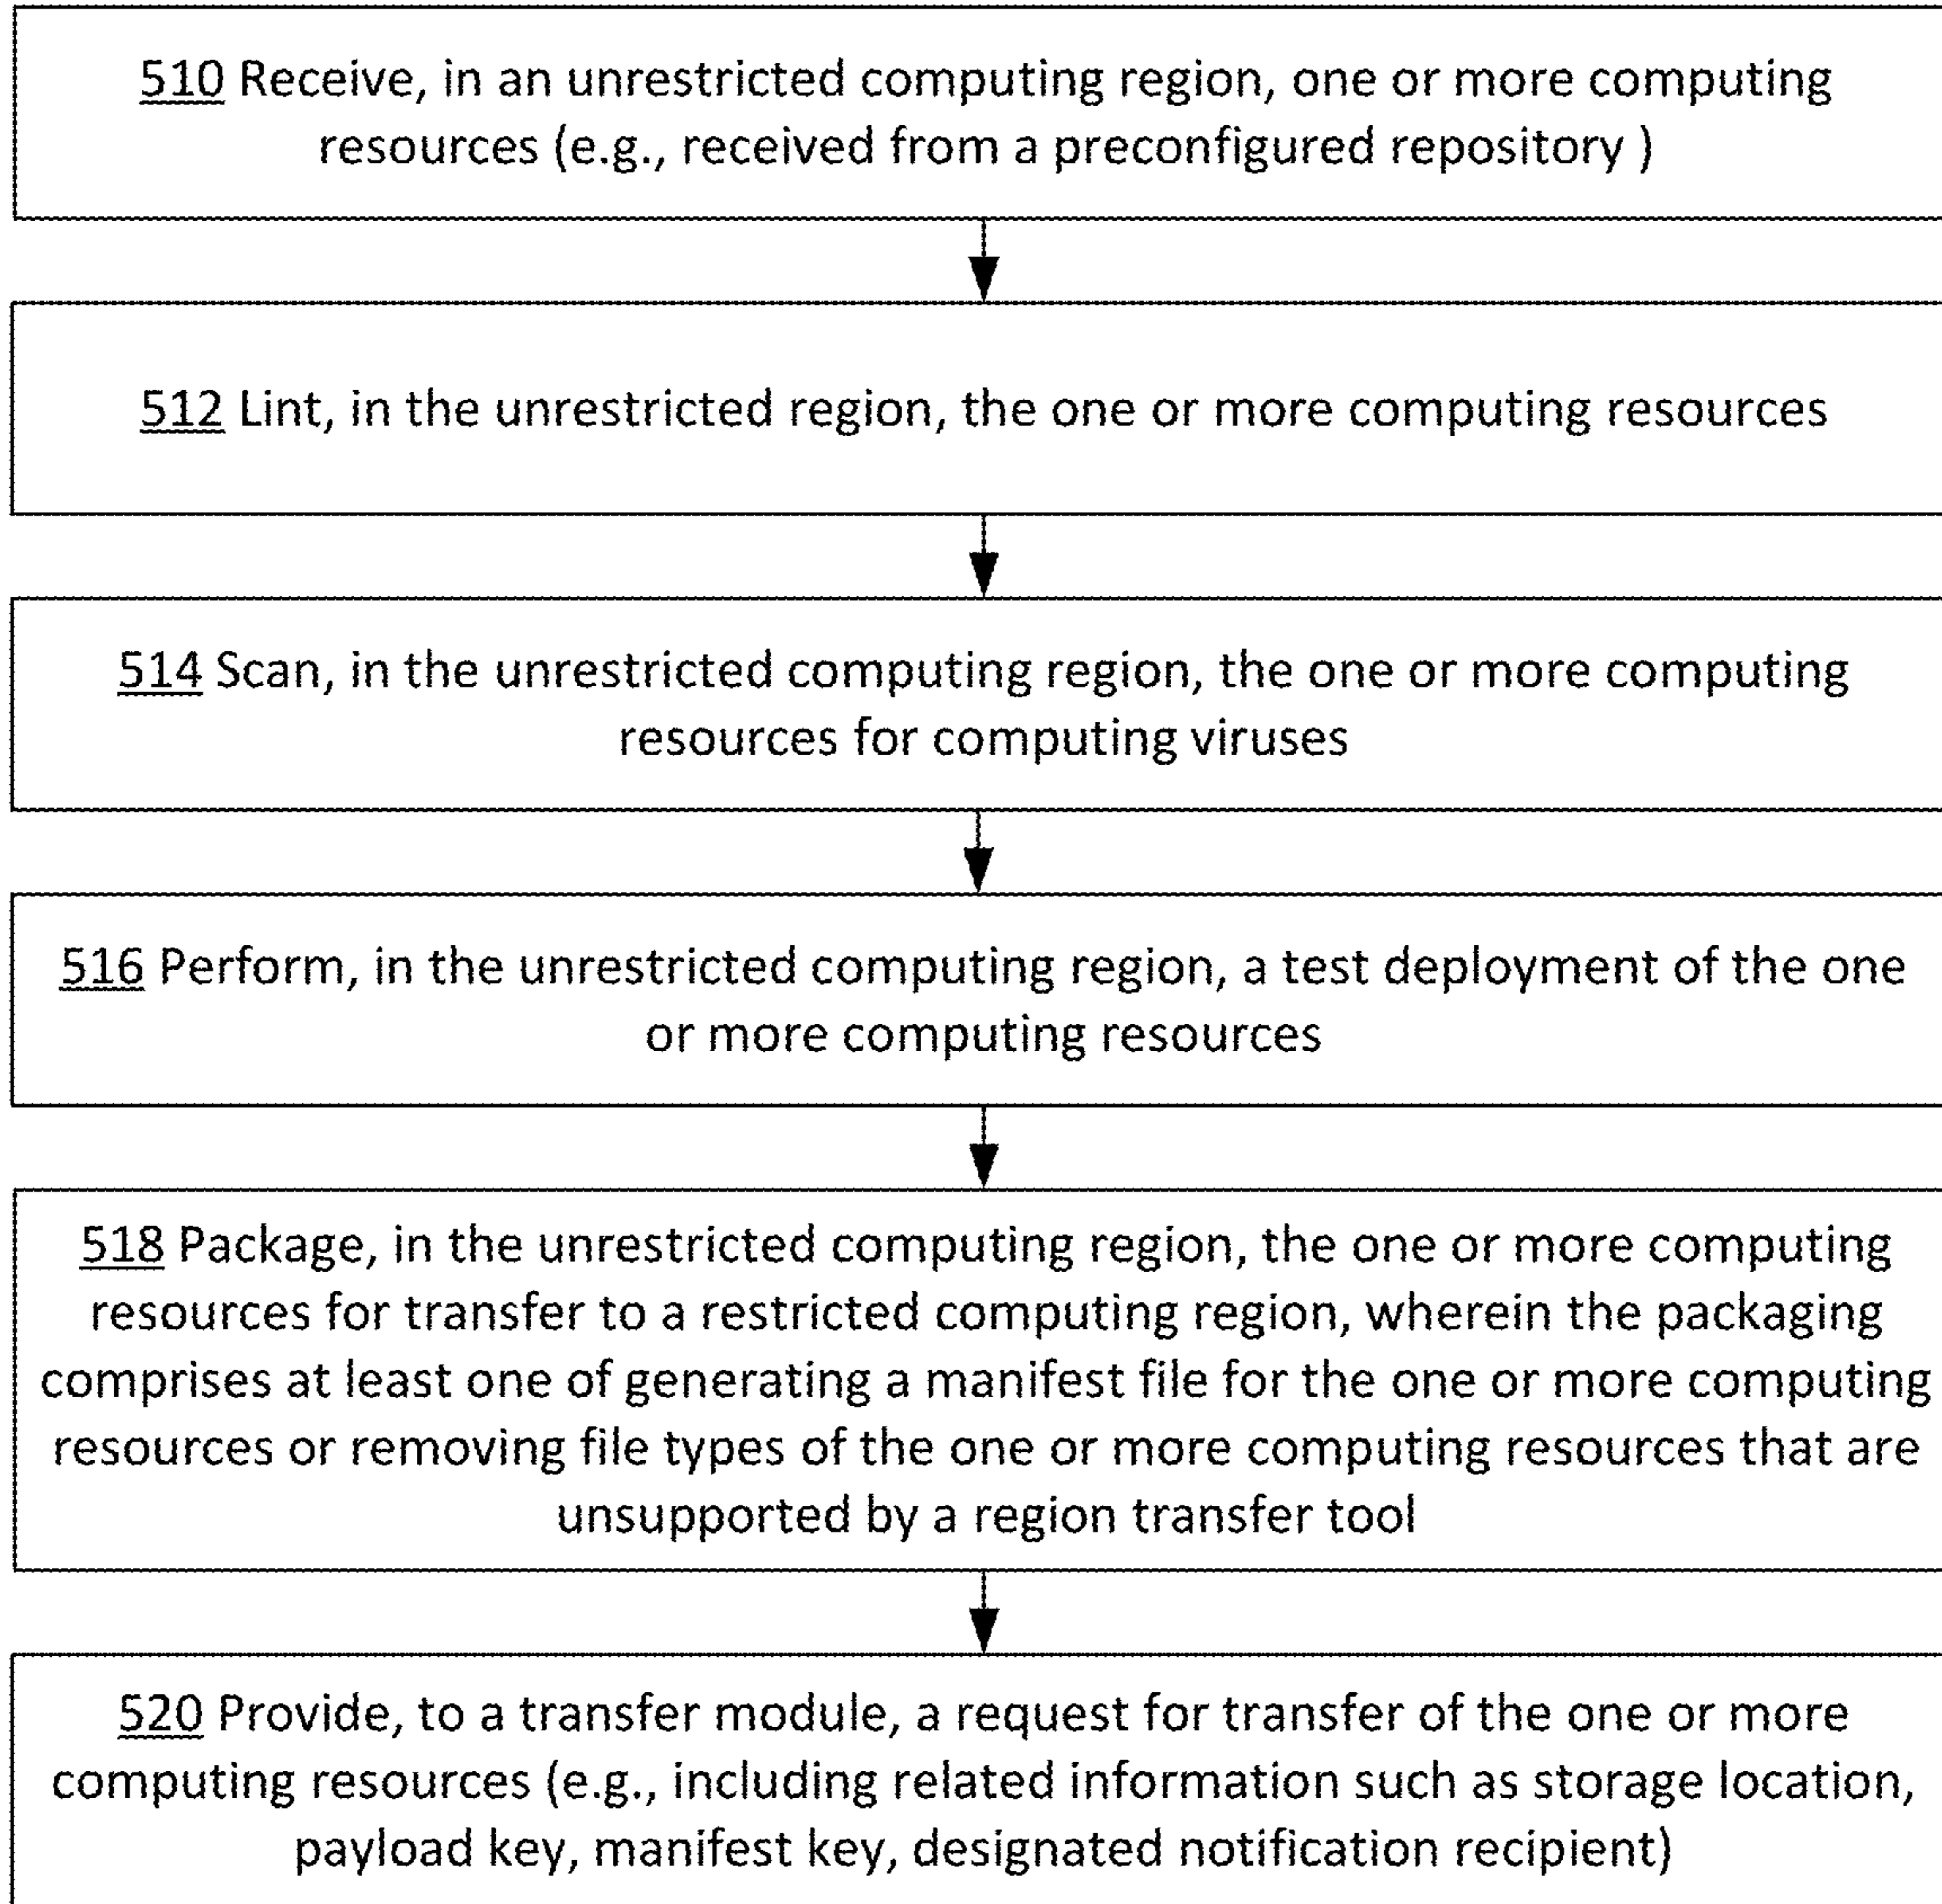 510 Receive, in an unrestricted computing region, one or more computing
resources (e.g., received from a preconfigured repository )
512 Lint, in the unrestricted region, the one or more computing resources
514 Scan, in the unrestricted computing region, the one or more computing
resources for computing viruses
516 Perform, in the unrestricted computing region, a test deployment of the one
or more computing resources
518 Package, in the unrestricted computing region, the one or more computing
resources for transfer to a restricted computing region, wherein the packaging
comprises at least one of generating a manifest file for the one or more computing
resources or removing file types of the one or more computing resources that are
unsupported by a region transfer tool
520 Provide, to a transfer module, a request for transfer of the one or more
computing resources (e.g., including related information such as storage location,
payload key, manifest key, designated notification recipient)